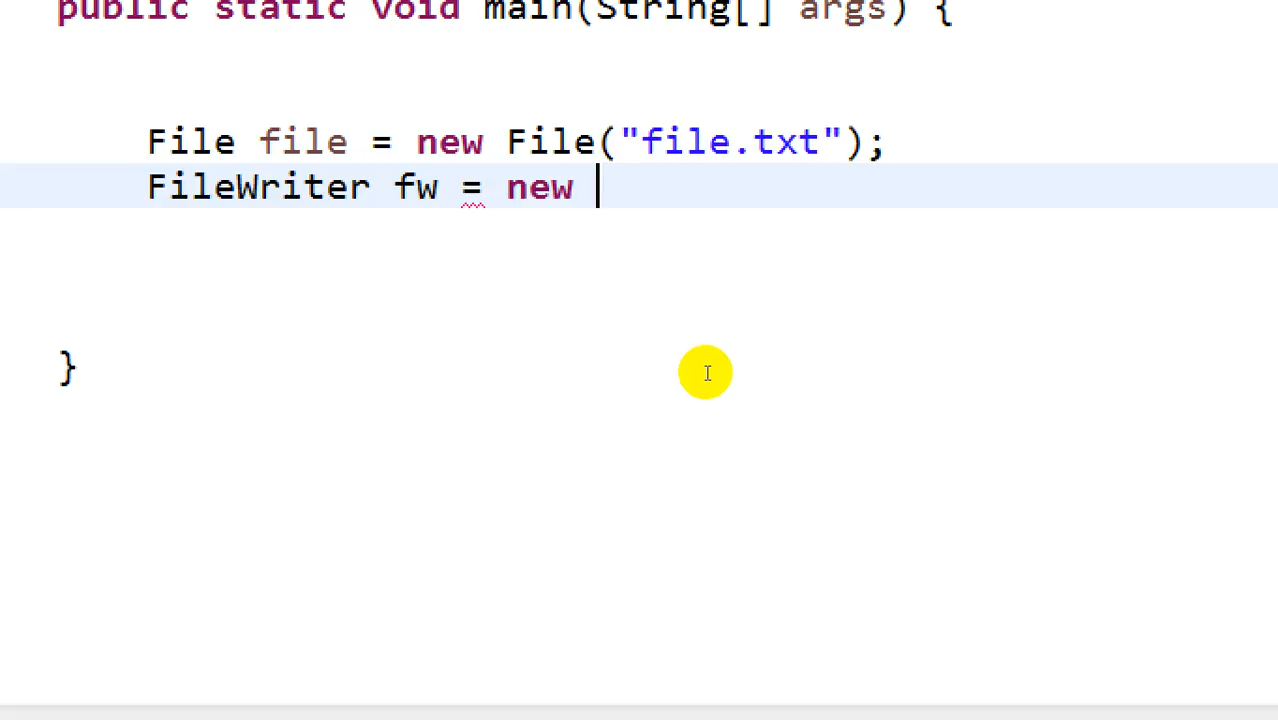 public static void main(String[] args) {
File file = new File("file.txt");
FileWriter fw = new
}